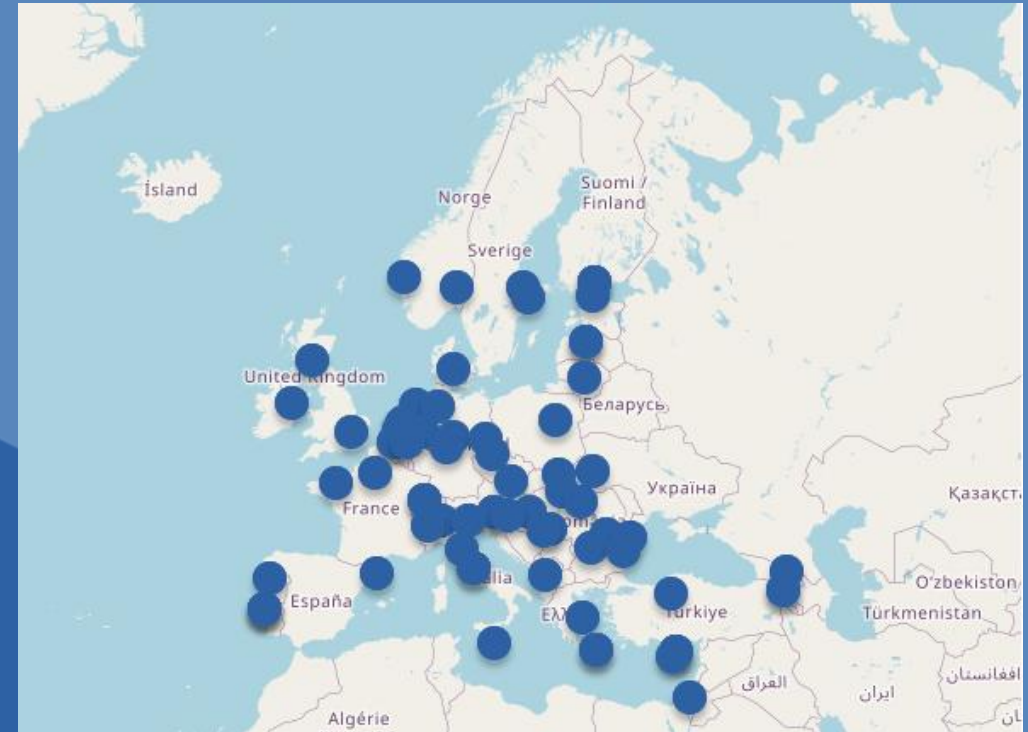 Ísland
Norge
Suomi /
Finland
Sverige
United Kingdom
Беларусь
Україна
Қазақст
France
España
Türkiye
O'zbekiston
Türkmenistan
العراق
ایران
افغانستان
Algérie